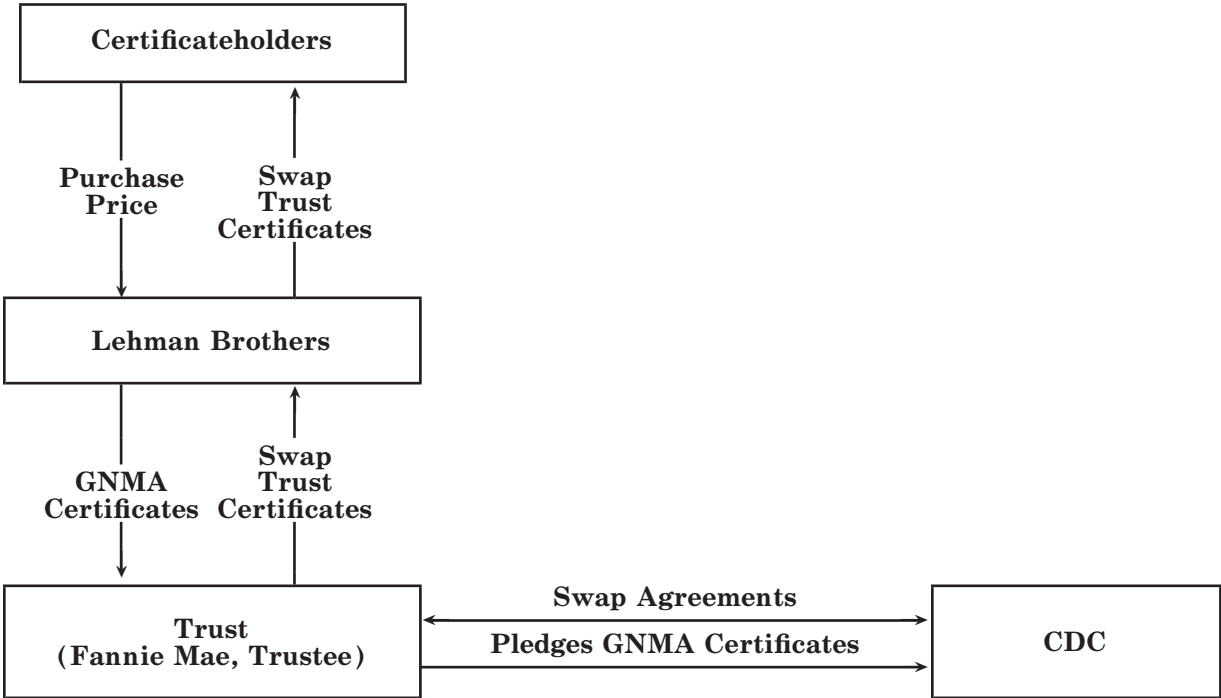 Certificateholders
Purchase
Price
Swap
Trust
Certificates
Lehman Brothers
GNMA
Certificates
Swap
Trust
Certificates
Swap Agreements
Trust
(Fannie Mae, Trustee)
Pledges GNMA Certificates
CDC